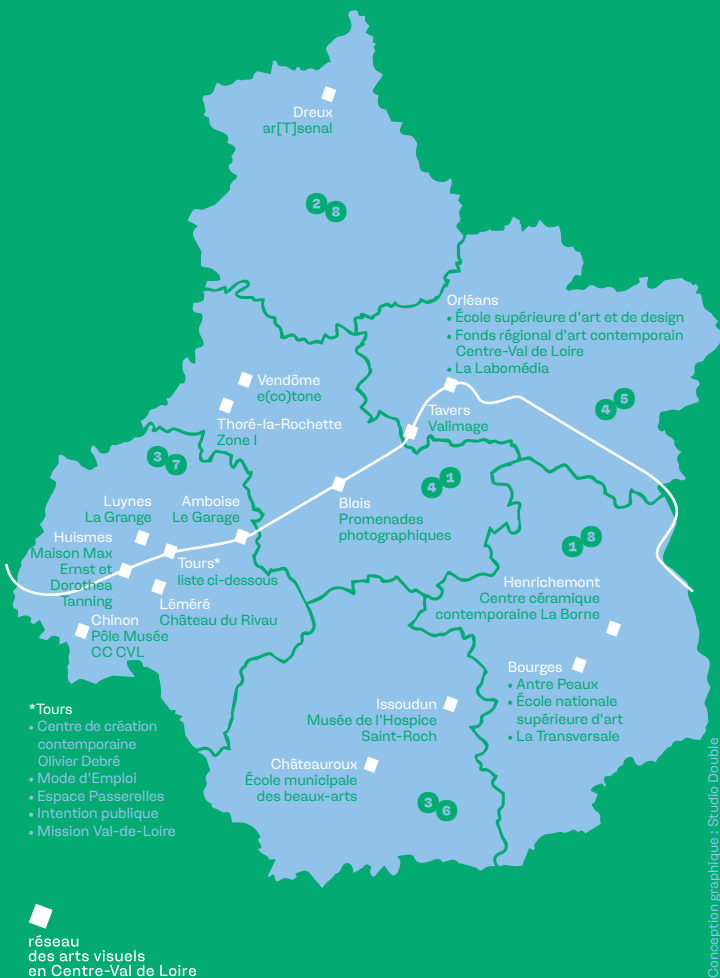 Dreux
ar[T]senal
2 8
Orléans
• École supérieure d'art et de design
• Fonds régional d'art contemporain
Centre-Val de Loire
• La Labomédia
Vendôme
e(co)tone
Thoré-la-Rochette
Zone I
4 5
Tavers
Valimage
3 7
4 1
Luynes
La Grange
Amboise
Le Garage
Blois
Promenades
photographiques
1 8
Huismes
Maison Max
Ernst et
Dorothea
Tanning
Tours*
liste ci-dessous
Léméré
Château du Rivau
Chinon
Pôle Musée
CC CVL
Henrichemont
Centre céramique
contemporaine La Borne
Bourges
• Antre Peaux
• École nationale
supérieure d'art
• La Transversale
Issoudun
Musée de l'Hospice
Saint-Roch
Châteauroux
École municipale
des beaux-arts
3 6
*Tours
• Centre de création
contemporaine
Olivier Debré
• Mode d'Emploi
• Espace Passerelles
• Intention publique
• Mission Val-de-Loire
réseau
des arts visuels
en Centre-Val de Loire
Conception graphique : Studio Double